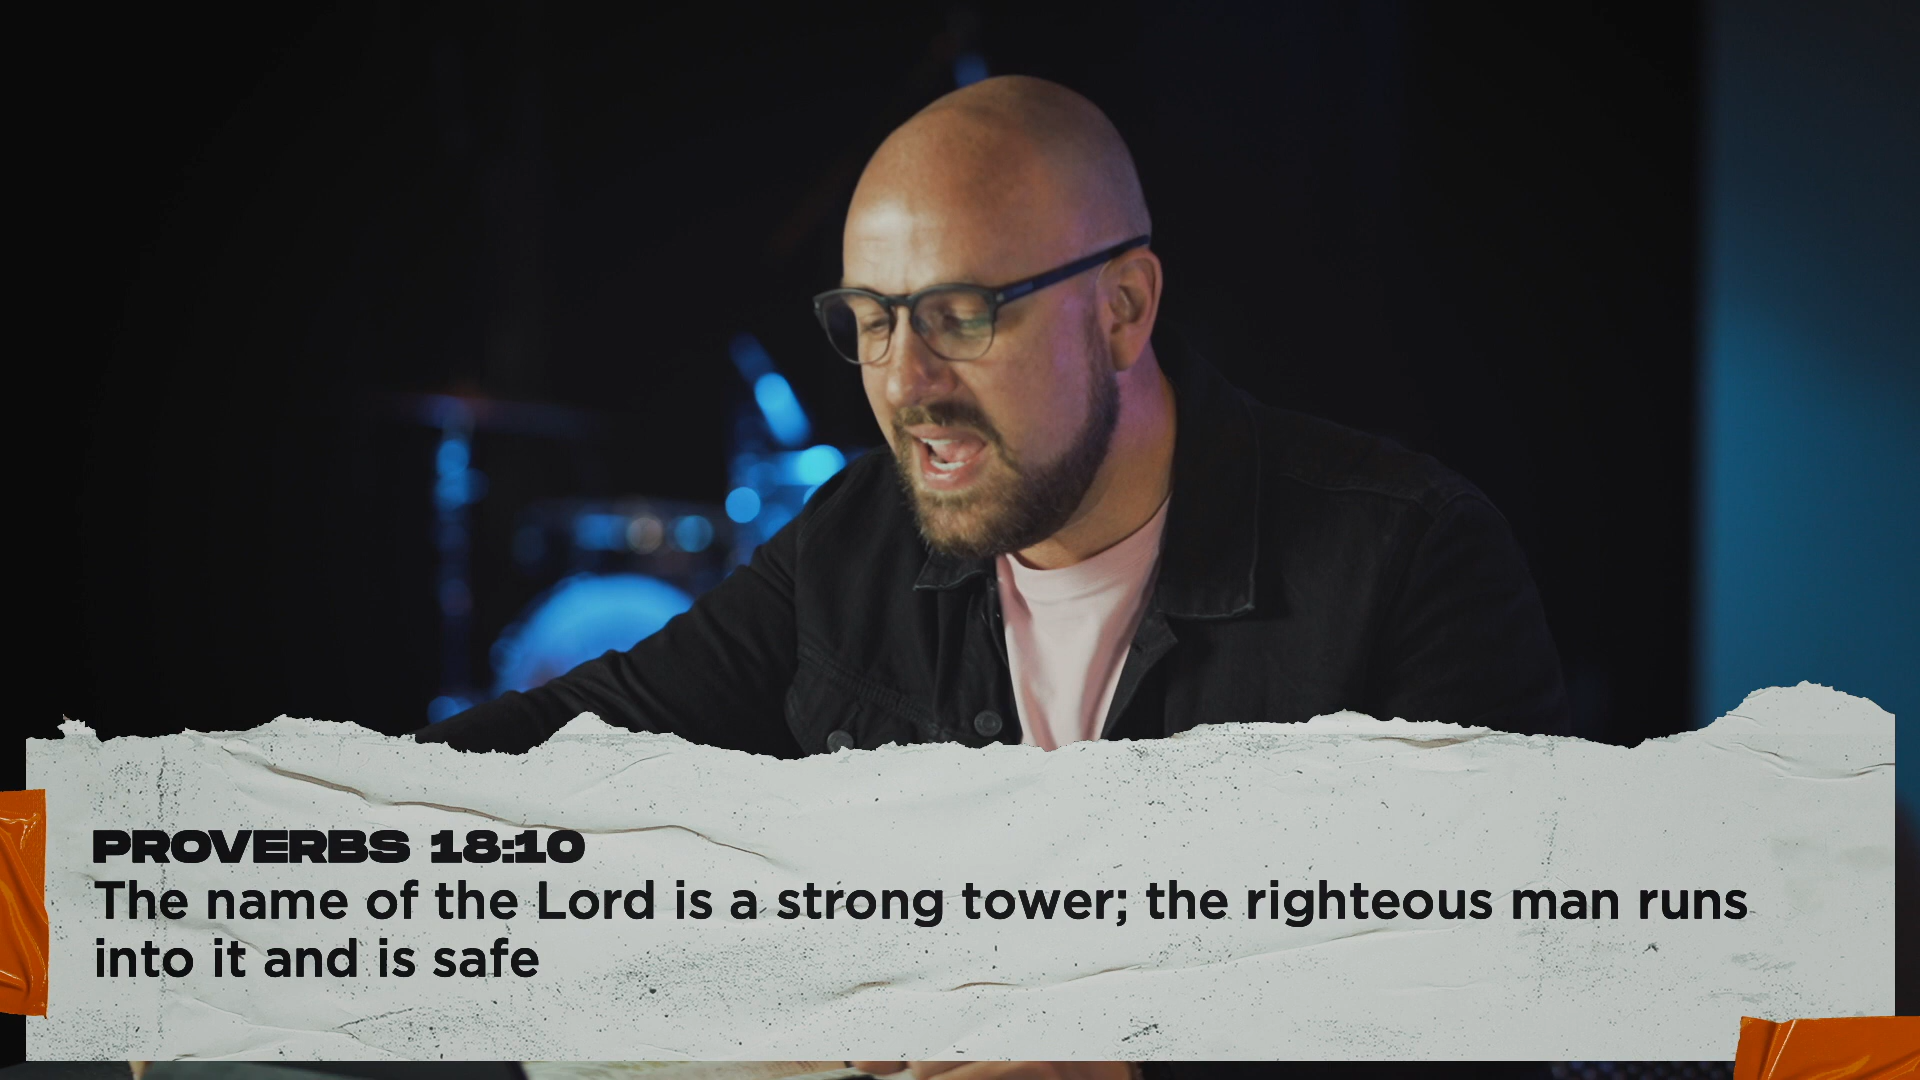 PROVERBS 18:10
The name of the Lord is a strong tower; the righteous man runs
into it and is safe